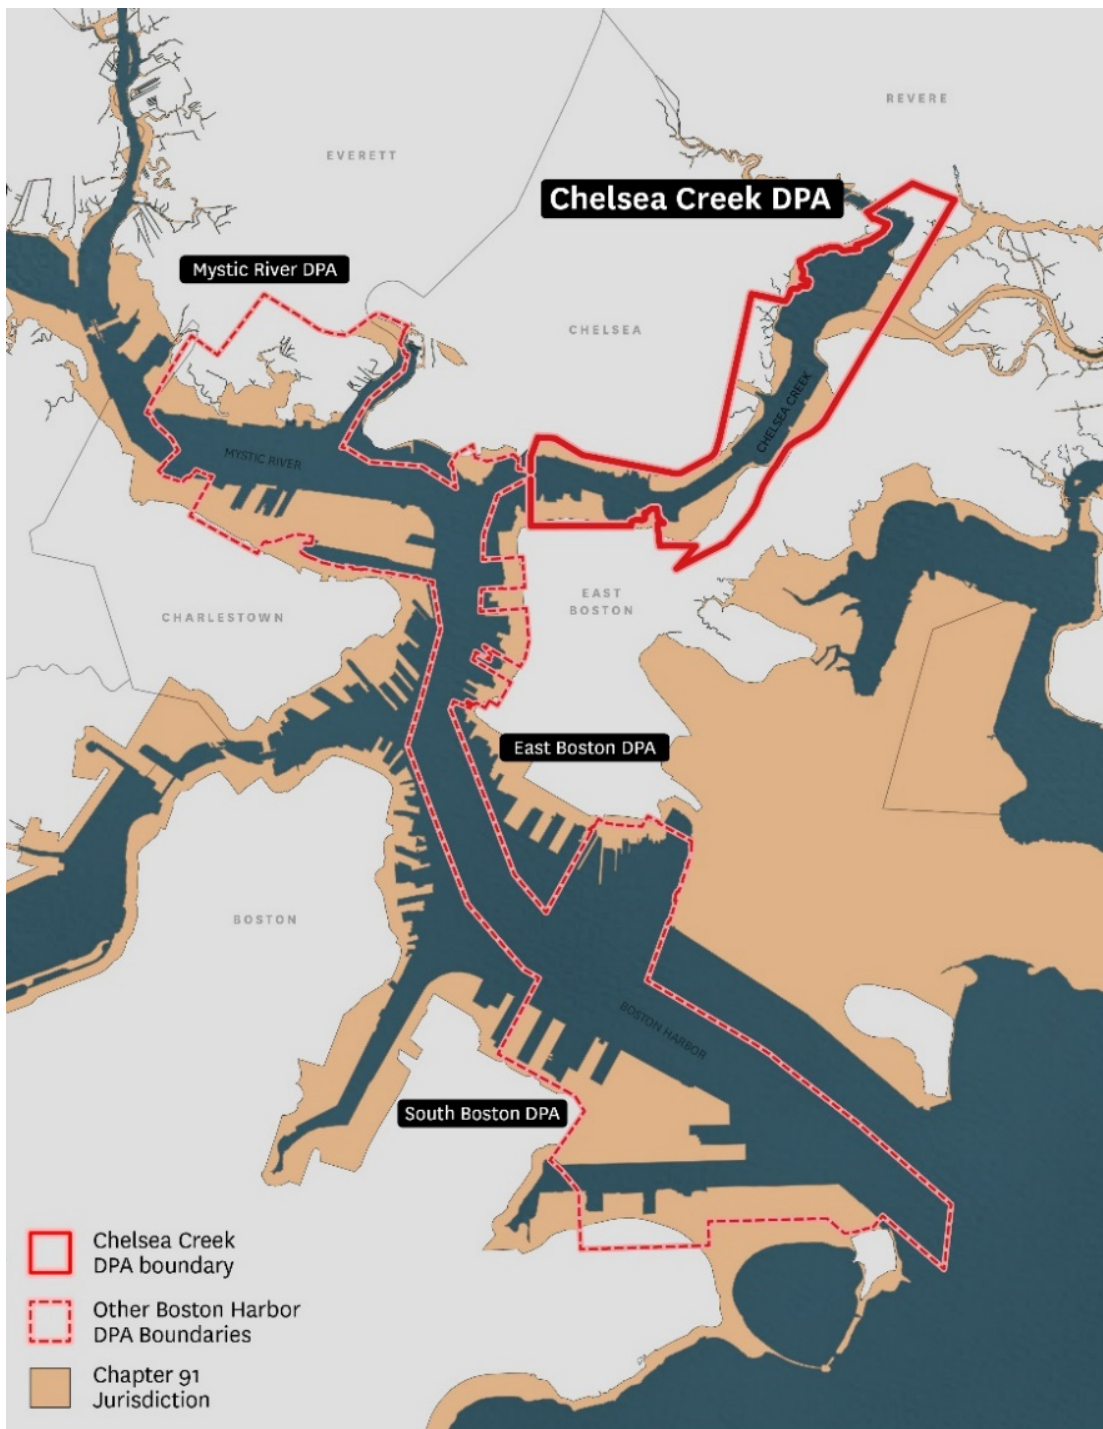 REVERE
EVERETT
Chelsea Creek DPA
Mystic River DPA
CHELSEA
CHELSEA CREEK
MYSTIC RIVER
CHARLESTOWN
EAST
BOSTON
East Boston DPA
BOSTON
BOSTON HARBOR
South Boston DPA
Chelsea Creek
DPA boundary
Other Boston Harbor
DPA Boundaries
Chapter 91
Jurisdiction